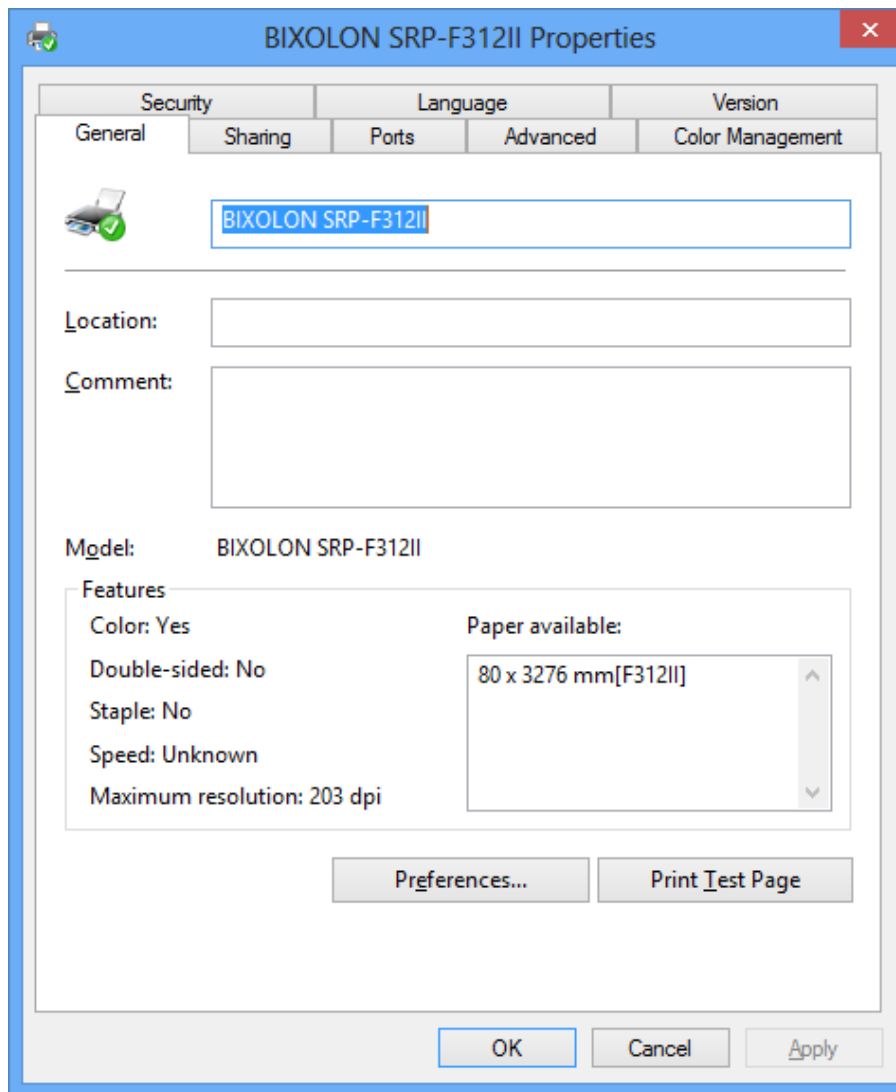 BIXOLON SRP-F312II Properties
Security Language Version
General Sharing Ports Advanced Color Management
BIXOLON SRP-F312II
Location:
Comment:
Model: BIXOLON SRP-F312II
Features
Color: Yes Paper available:
Double-sided: No 80 x 3276 mm[F312II]
Staple: No
Speed: Unknown
Maximum resolution: 203 dpi
Preferences... Print Test Page
OK Cancel Apply